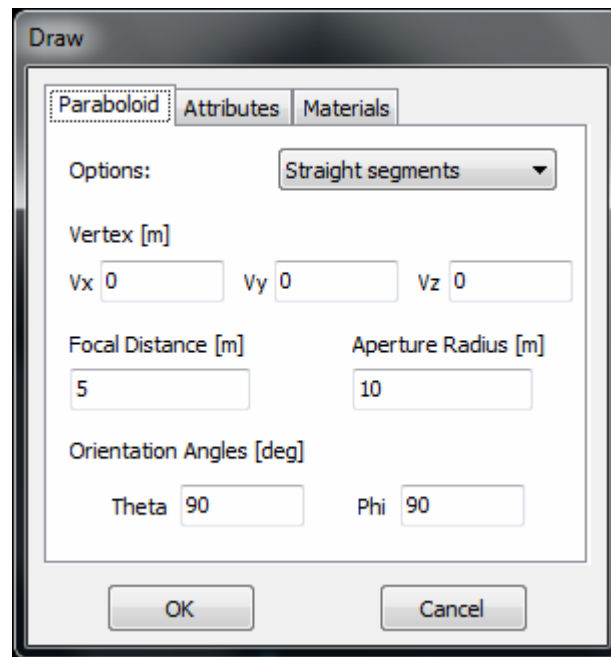 Draw
Paraboloid Attributes Materials
Options: Straight segments
Vertex [m]
Vx 0 Vy 0 Vz 0
Focal Distance [m] Aperture Radius [m]
5 10
Orientation Angles [deg]
Theta 90 Phi 90
OK Cancel